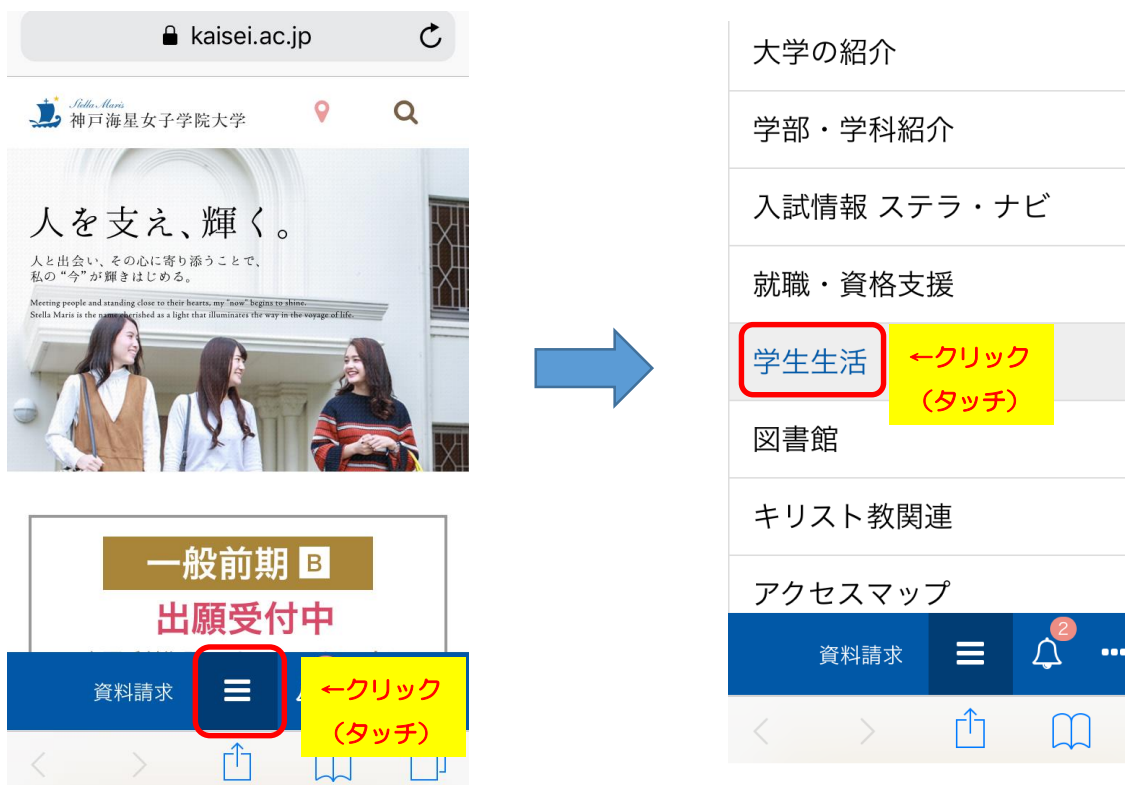 kaisei.ac.jp
Stella Maris
神戸海星女子学院大学
人を支え、輝く。
人と出会い、その心に寄り添うことで、
私の“今”が輝きはじめる。
Meeting people and standing close to their hearts, my "now" begins to shine.
Stella Maris is the name cherished as a light that illuminates the way in the voyage of life.
一般前期 B
出願受付中
資料請求
←クリック
（タッチ）
大学の紹介
学部・学科紹介
入試情報 ステラ・ナビ
就職・資格支援
学生生活
←クリック
（タッチ）
図書館
キリスト教関連
アクセスマップ
資料請求
2